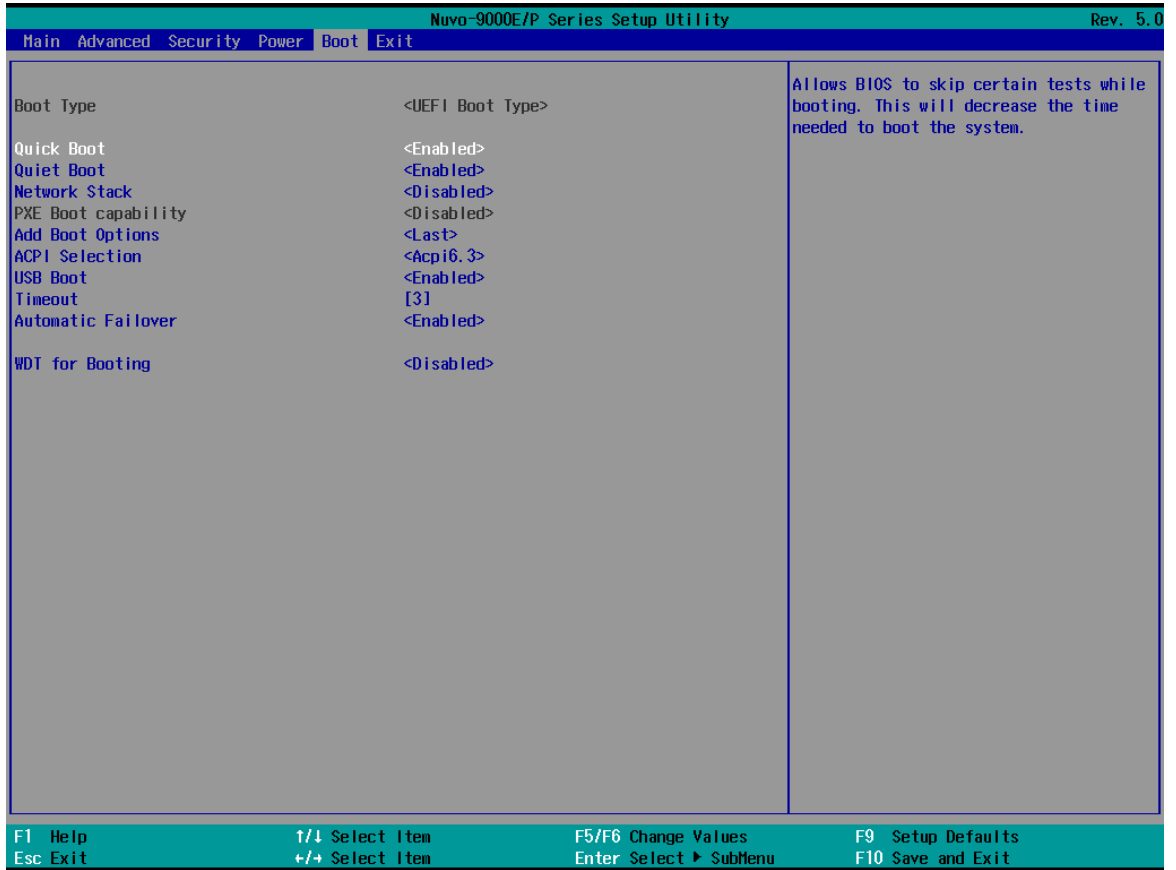 Nuvo-9000E/P Series Setup Utility Rev. 5.0
Main Advanced Security Power Boot Exit
Boot Type <UEFI Boot Type>
Quick Boot <Enabled>
Quiet Boot <Enabled>
Network Stack <Disabled>
PXE Boot capability <Disabled>
Add Boot Options <Last>
ACPI Selection <Acpi6.3>
USB Boot <Enabled>
Timeout [3]
Automatic Failover <Enabled>
WDT for Booting <Disabled>
Allows BIOS to skip certain tests while
booting. This will decrease the time
needed to boot the system.
F1 Help ↑/↓ Select Item F5/F6 Change Values F9 Setup Defaults
Esc Exit ←/→ Select Item Enter Select ▶ SubMenu F10 Save and Exit